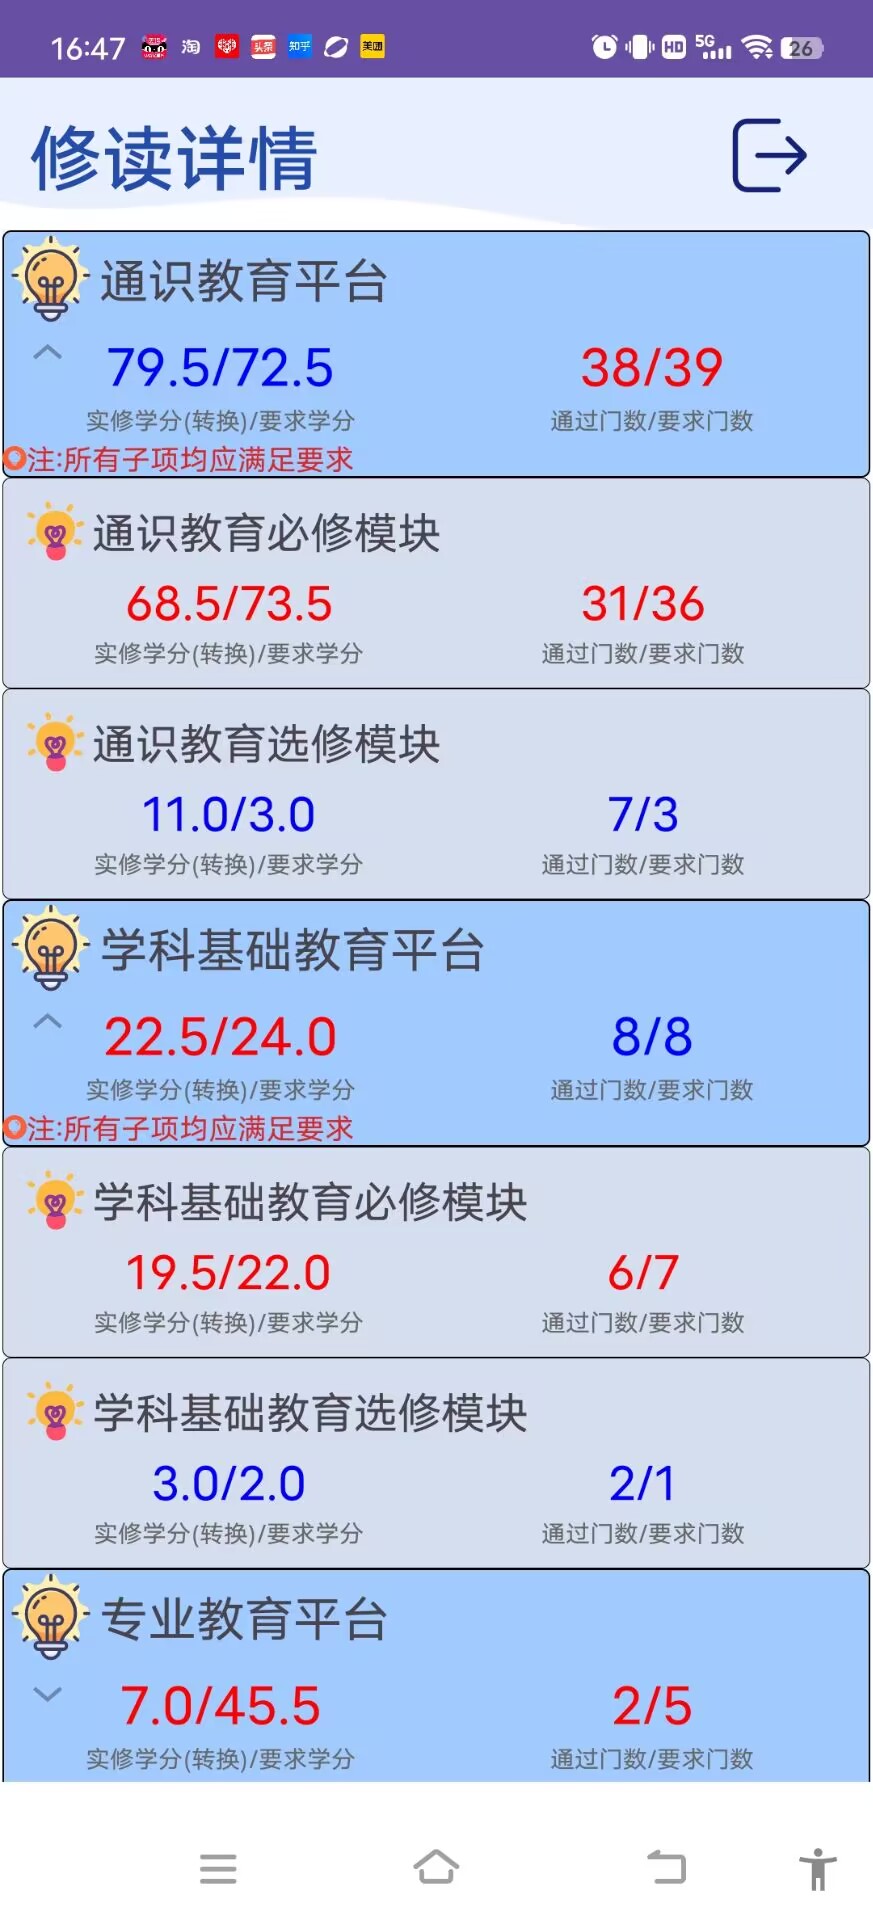 16:47 淘 头条 知乎 美团 HD 5G 26
修读详情
通识教育平台
79.5/72.5 38/39
实修学分(转换)/要求学分 通过门数/要求门数
注:所有子项均应满足要求
通识教育必修模块
68.5/73.5 31/36
实修学分(转换)/要求学分 通过门数/要求门数
通识教育选修模块
11.0/3.0 7/3
实修学分(转换)/要求学分 通过门数/要求门数
学科基础教育平台
22.5/24.0 8/8
实修学分(转换)/要求学分 通过门数/要求门数
注:所有子项均应满足要求
学科基础教育必修模块
19.5/22.0 6/7
实修学分(转换)/要求学分 通过门数/要求门数
学科基础教育选修模块
3.0/2.0 2/1
实修学分(转换)/要求学分 通过门数/要求门数
专业教育平台
7.0/45.5 2/5
实修学分(转换)/要求学分 通过门数/要求门数